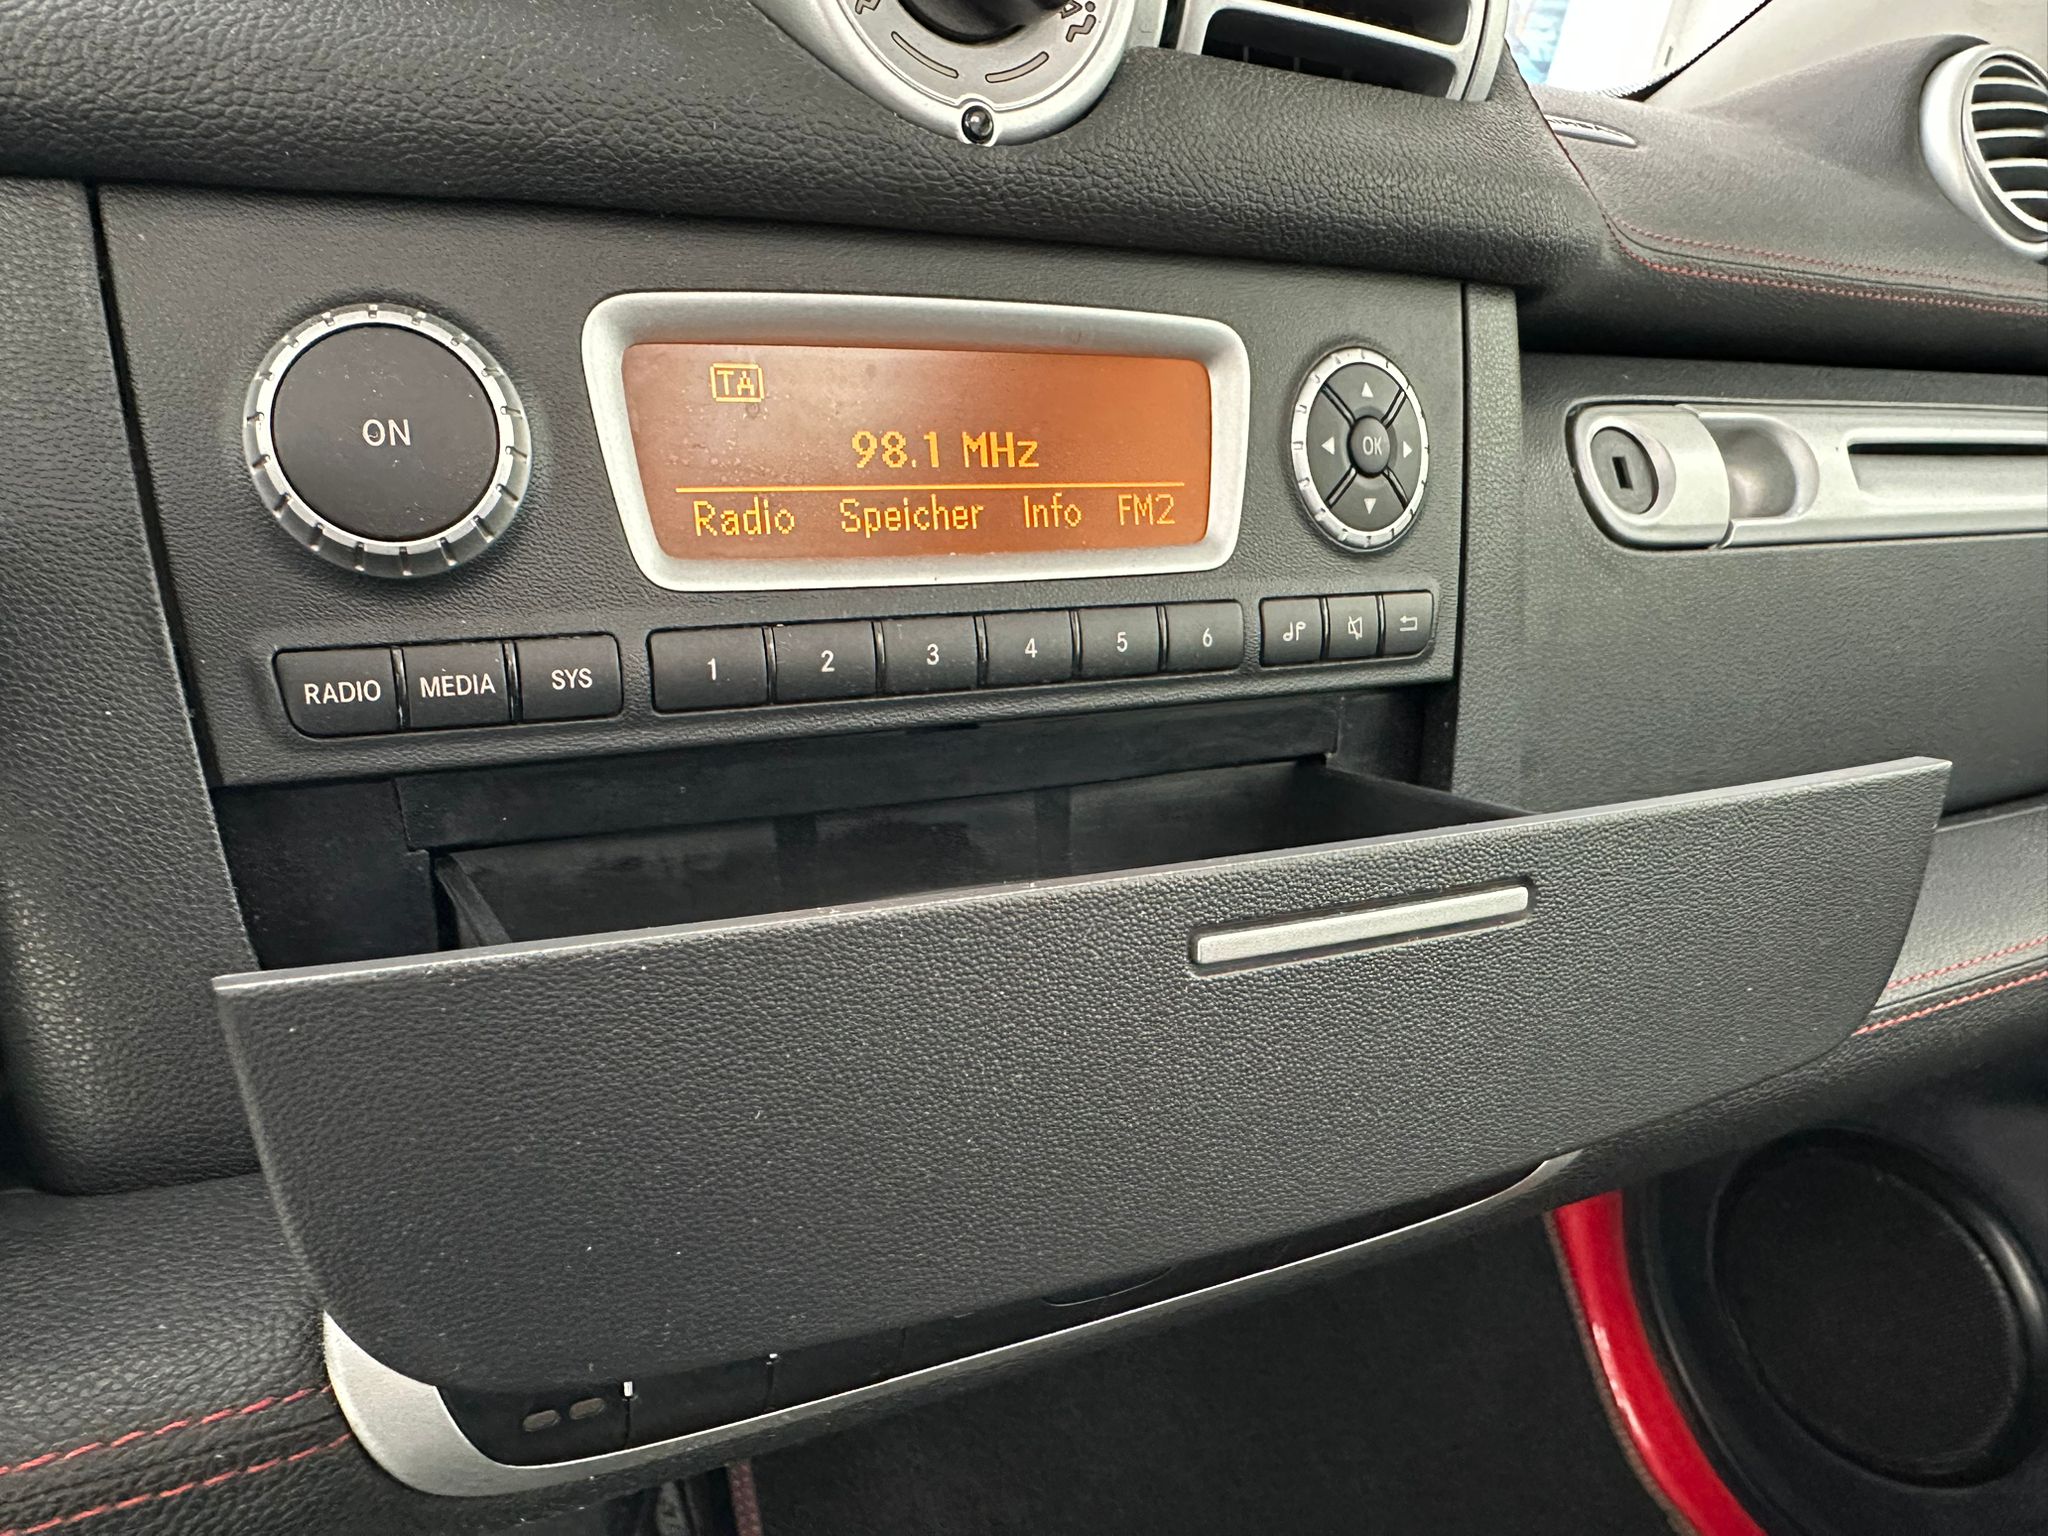 TA
98.1 MHz
Radio Speicher Info FM2
ON
OK
RADIO MEDIA SYS 1 2 3 4 5 6